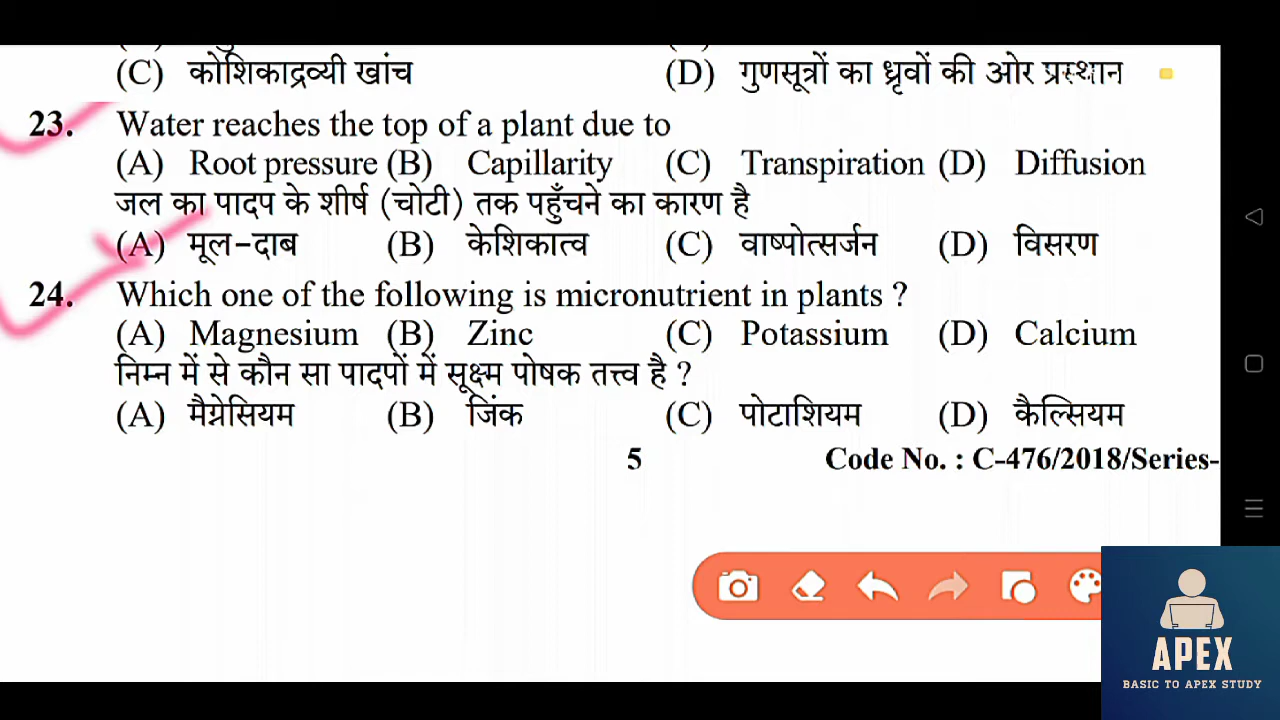 (C) कोशिकाद्रव्यी खांच (D) गुणसूत्रों का ध्रुवों की ओर प्रस्थान
23. Water reaches the top of a plant due to
(A) Root pressure (B) Capillarity (C) Transpiration (D) Diffusion
जल का पादप के शीर्ष (चोटी) तक पहुँचने का कारण है
(A) मूल-दाब (B) केशिकात्व (C) वाष्पोत्सर्जन (D) विसरण
24. Which one of the following is micronutrient in plants ?
(A) Magnesium (B) Zinc (C) Potassium (D) Calcium
निम्न में से कौन सा पादपों में सूक्ष्म पोषक तत्त्व है ?
(A) मैग्नेसियम (B) जिंक (C) पोटाशियम (D) कैल्सियम
5 Code No. : C-476/2018/Series-
APEX
BASIC TO APEX STUDY